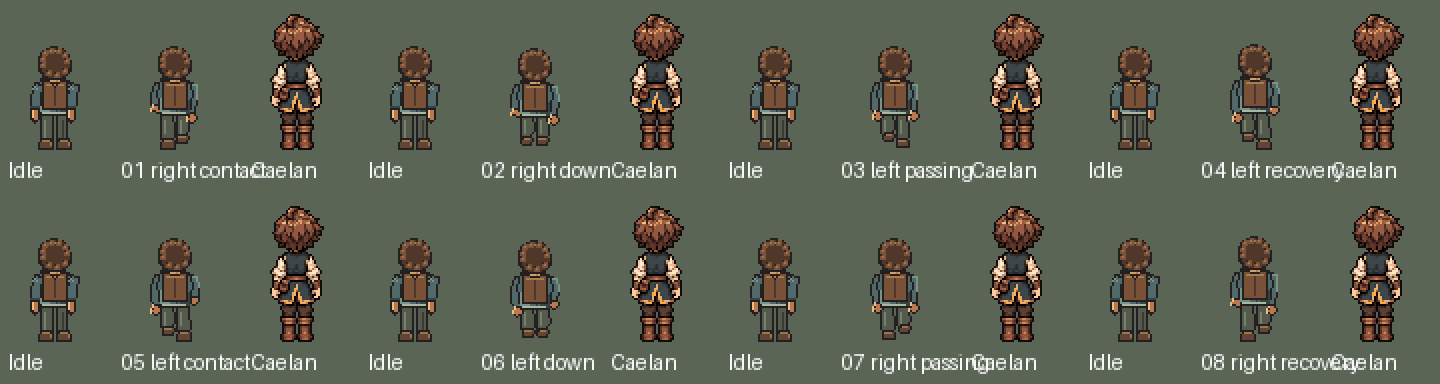 Idle 01 right contact Caelan Idle 02 right down Caelan Idle 03 left passing Caelan Idle 04 left recovery Caelan
Idle 05 left contact Caelan Idle 06 left down Caelan Idle 07 right passing Caelan Idle 08 right recovery Caelan